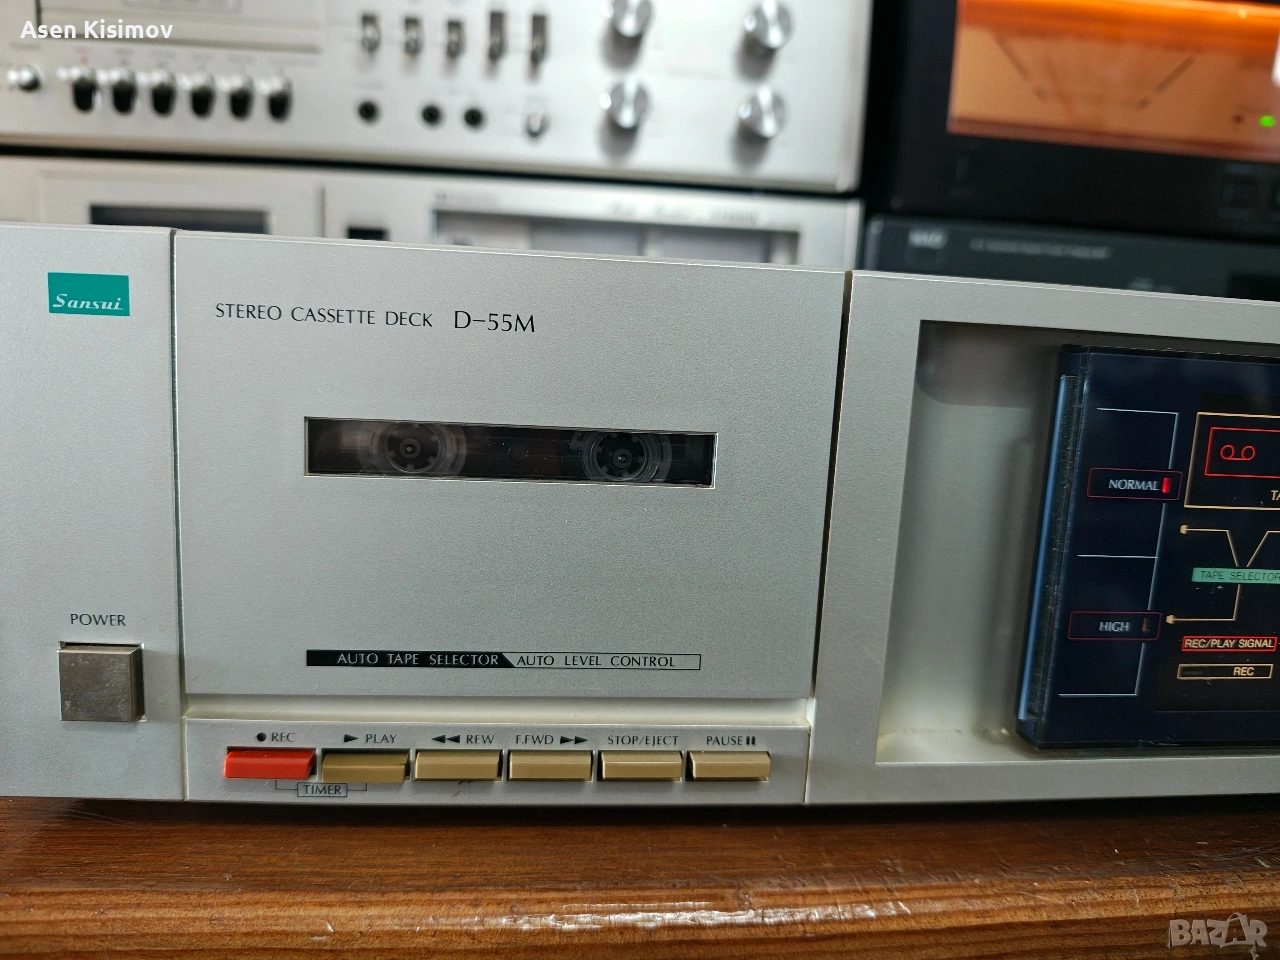 Asen Kisimov
Sansui
STEREO CASSETTE DECK D-55M
NORMAL
TAPE SELECTOR
HIGH
REC/PLAY SIGNAL
REC
POWER
AUTO TAPE SELECTOR AUTO LEVEL CONTROL
● REC ► PLAY ◄◄ REW F.FWD ►► STOP/EJECT PAUSE ▮▮
TIMER
BAZAR